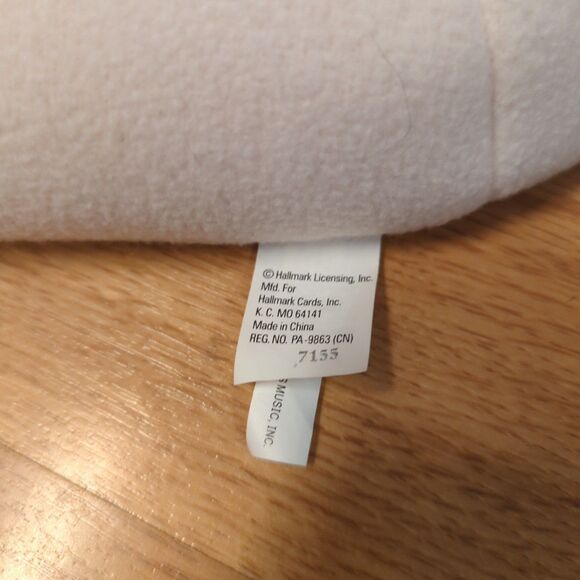 © Hallmark Licensing, Inc.
Mfd. For
Hallmark Cards, Inc.
K. C. MO 64141
Made in China
REG. NO. PA-9863 (CN)
7155
MUSIC, INC.